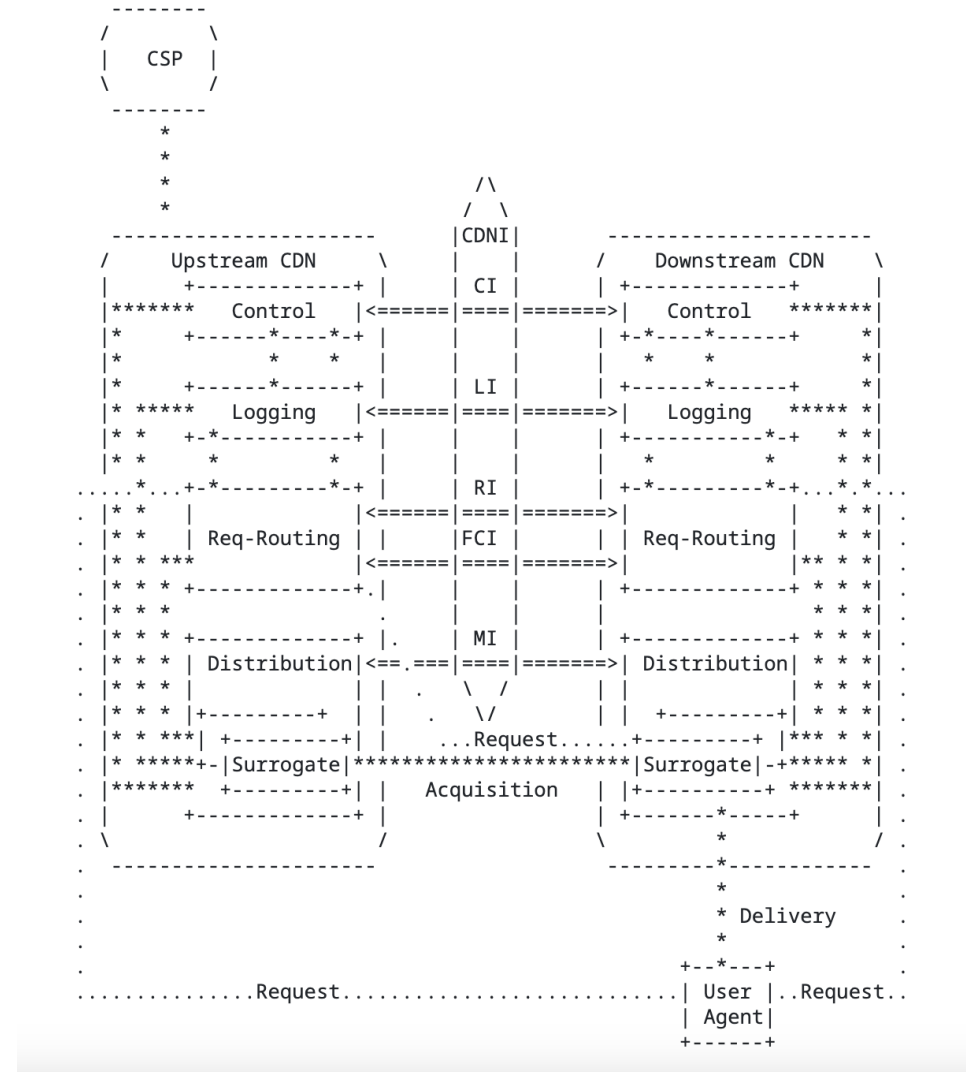 CSP
CDNI
Upstream CDN Downstream CDN
CI
Control Control
LI
Logging Logging
RI
Req-Routing FCI Req-Routing
MI
Distribution Distribution
Request
Surrogate Surrogate
Acquisition
Delivery
Request User Request
Agent